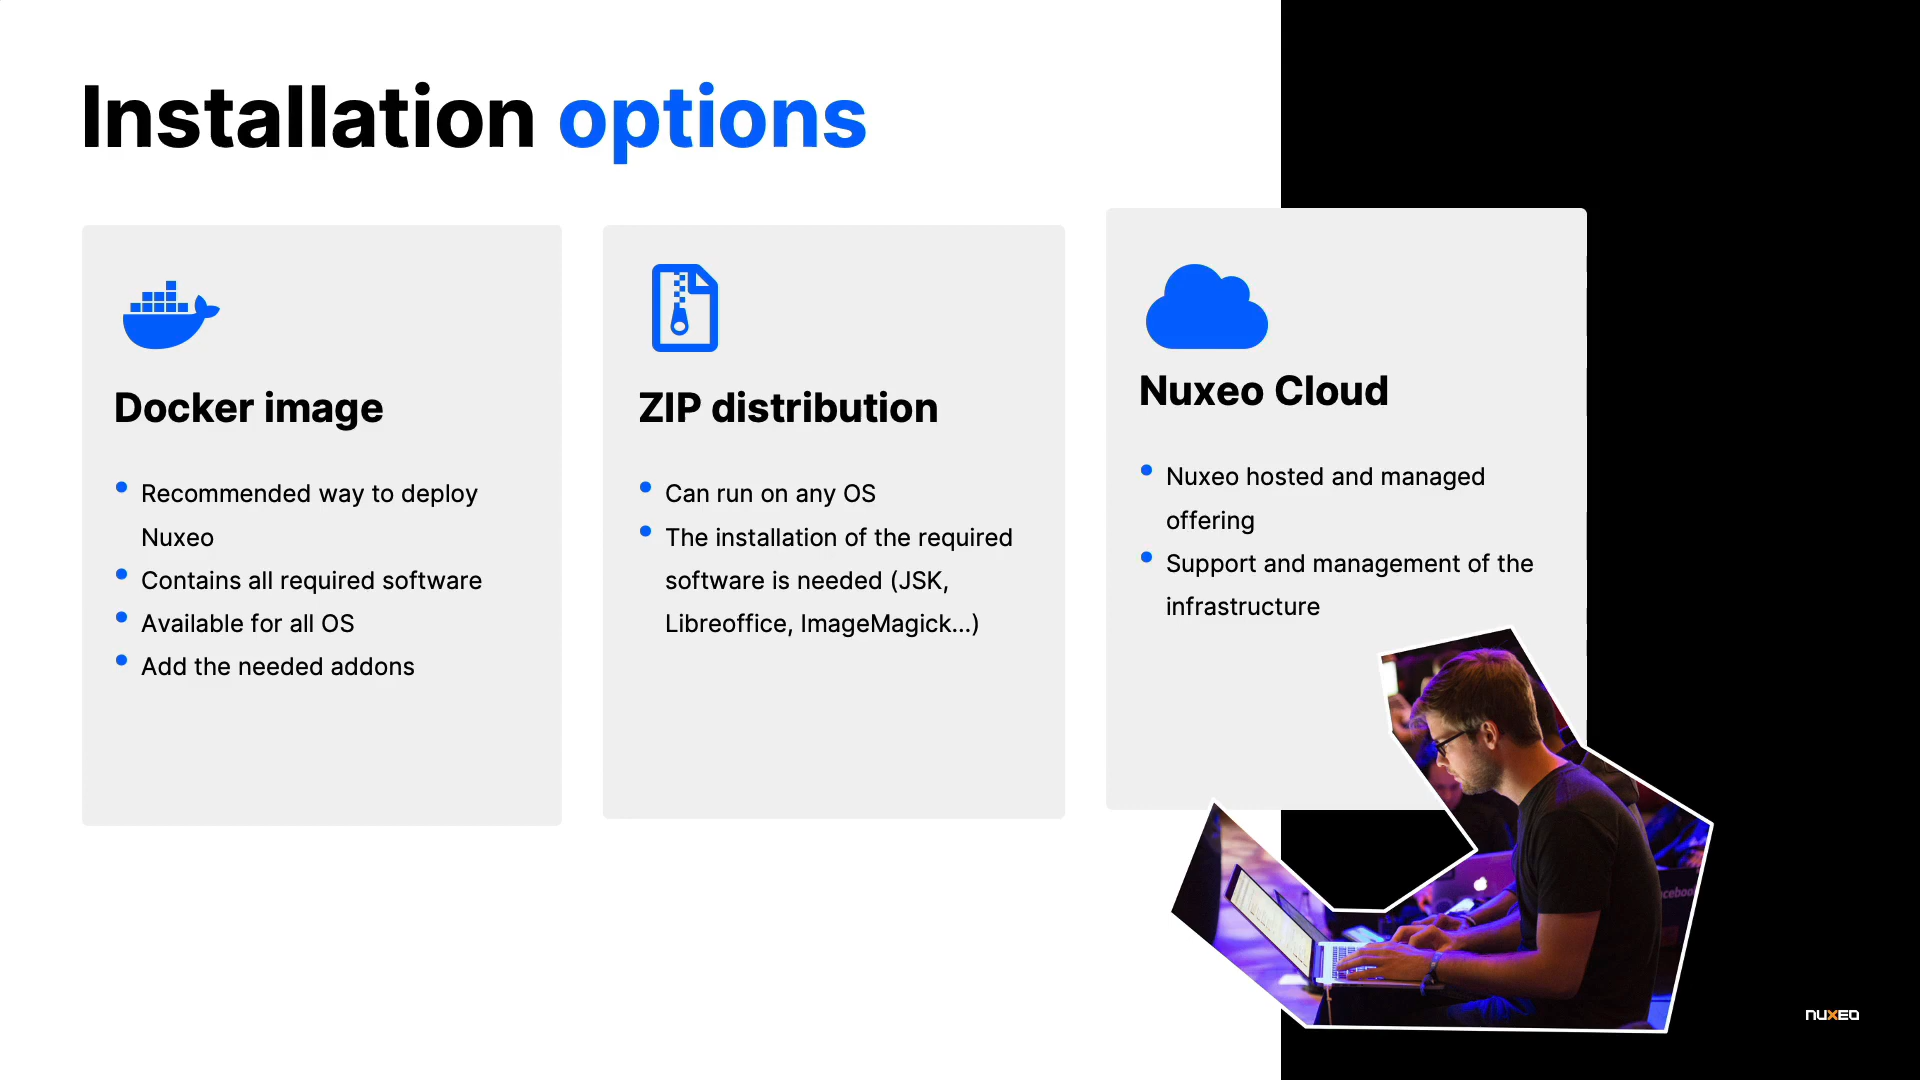 Installation options
Docker image
Recommended way to deploy
Nuxeo
Contains all required software
Available for all OS
Add the needed addons
ZIP distribution
Can run on any OS
The installation of the required
software is needed (JSK,
Libreoffice, ImageMagick...)
Nuxeo Cloud
Nuxeo hosted and managed
offering
Support and management of the
infrastructure
nuxeo